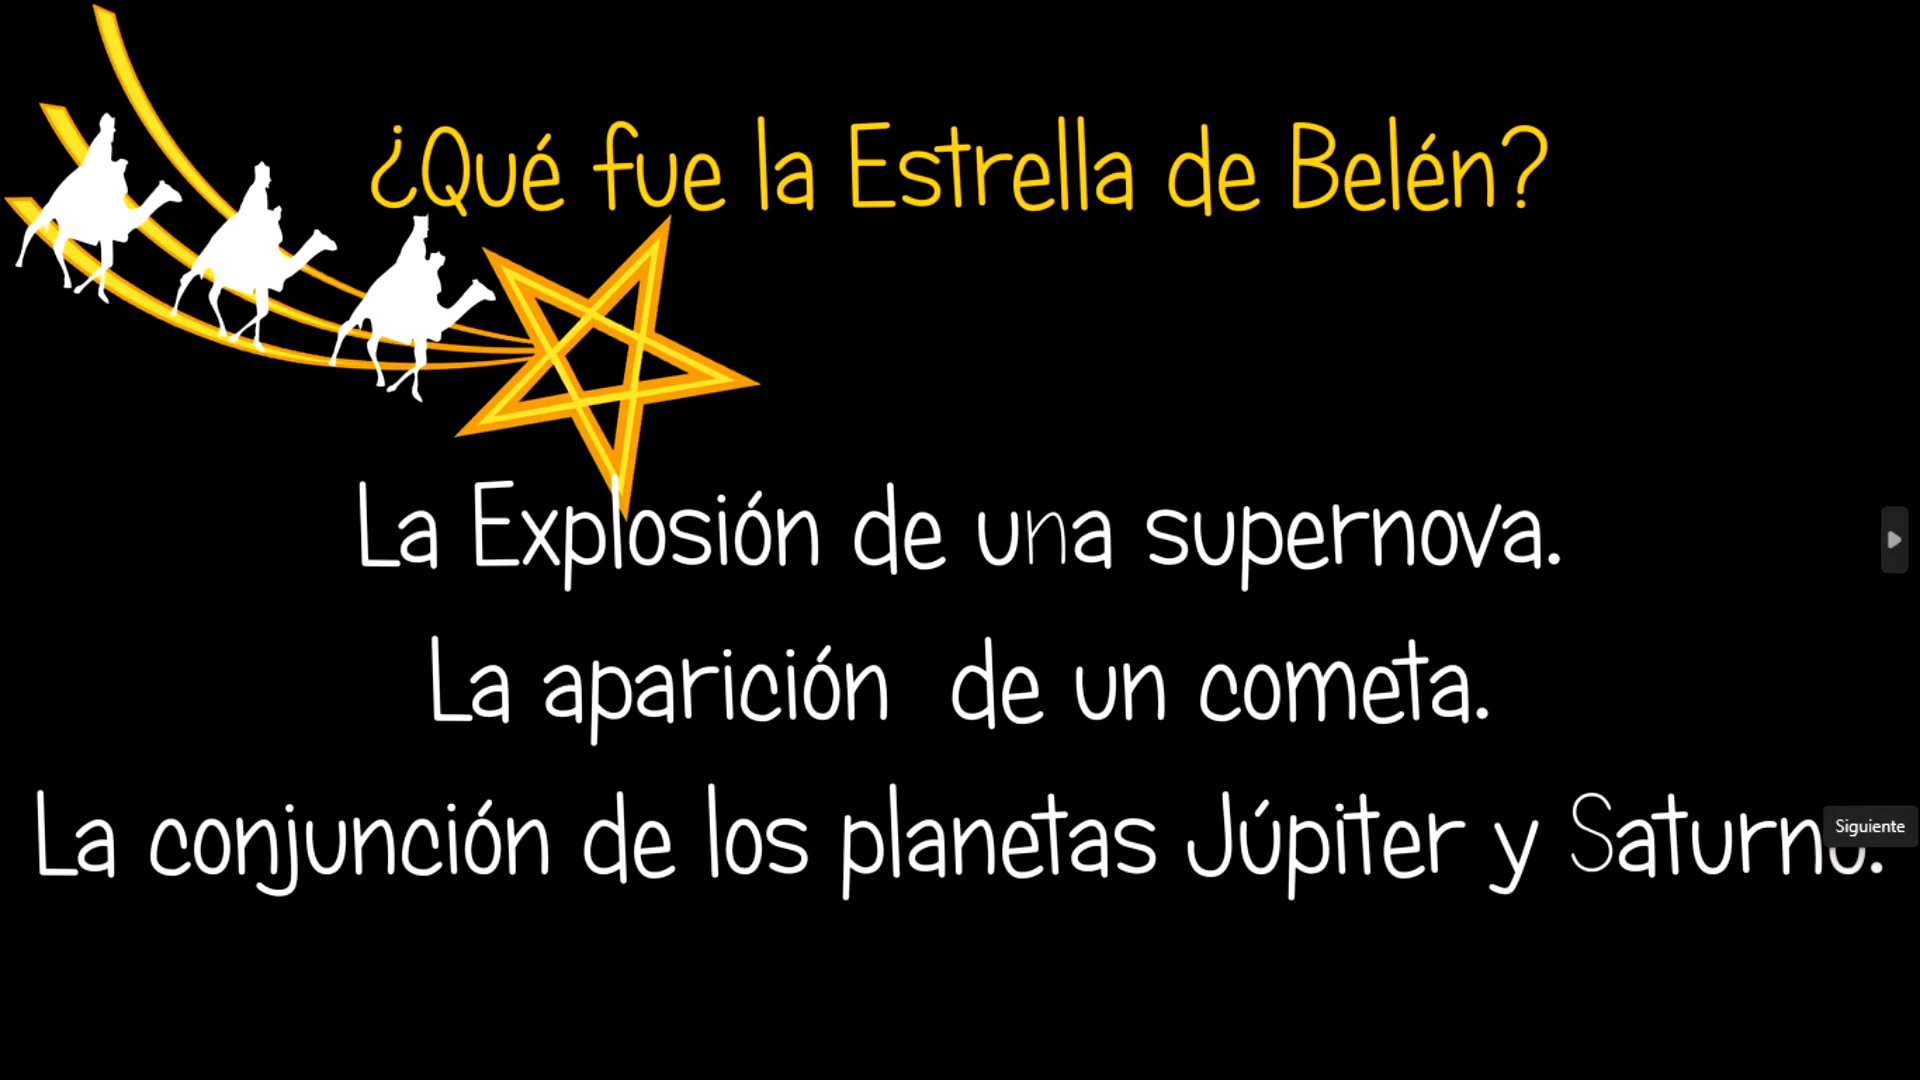 ¿Qué fue la Estrella de Belén?
La Explosión de una supernova.
La aparición  de un cometa.
La conjunción de los planetas Júpiter y Saturno.
Siguiente